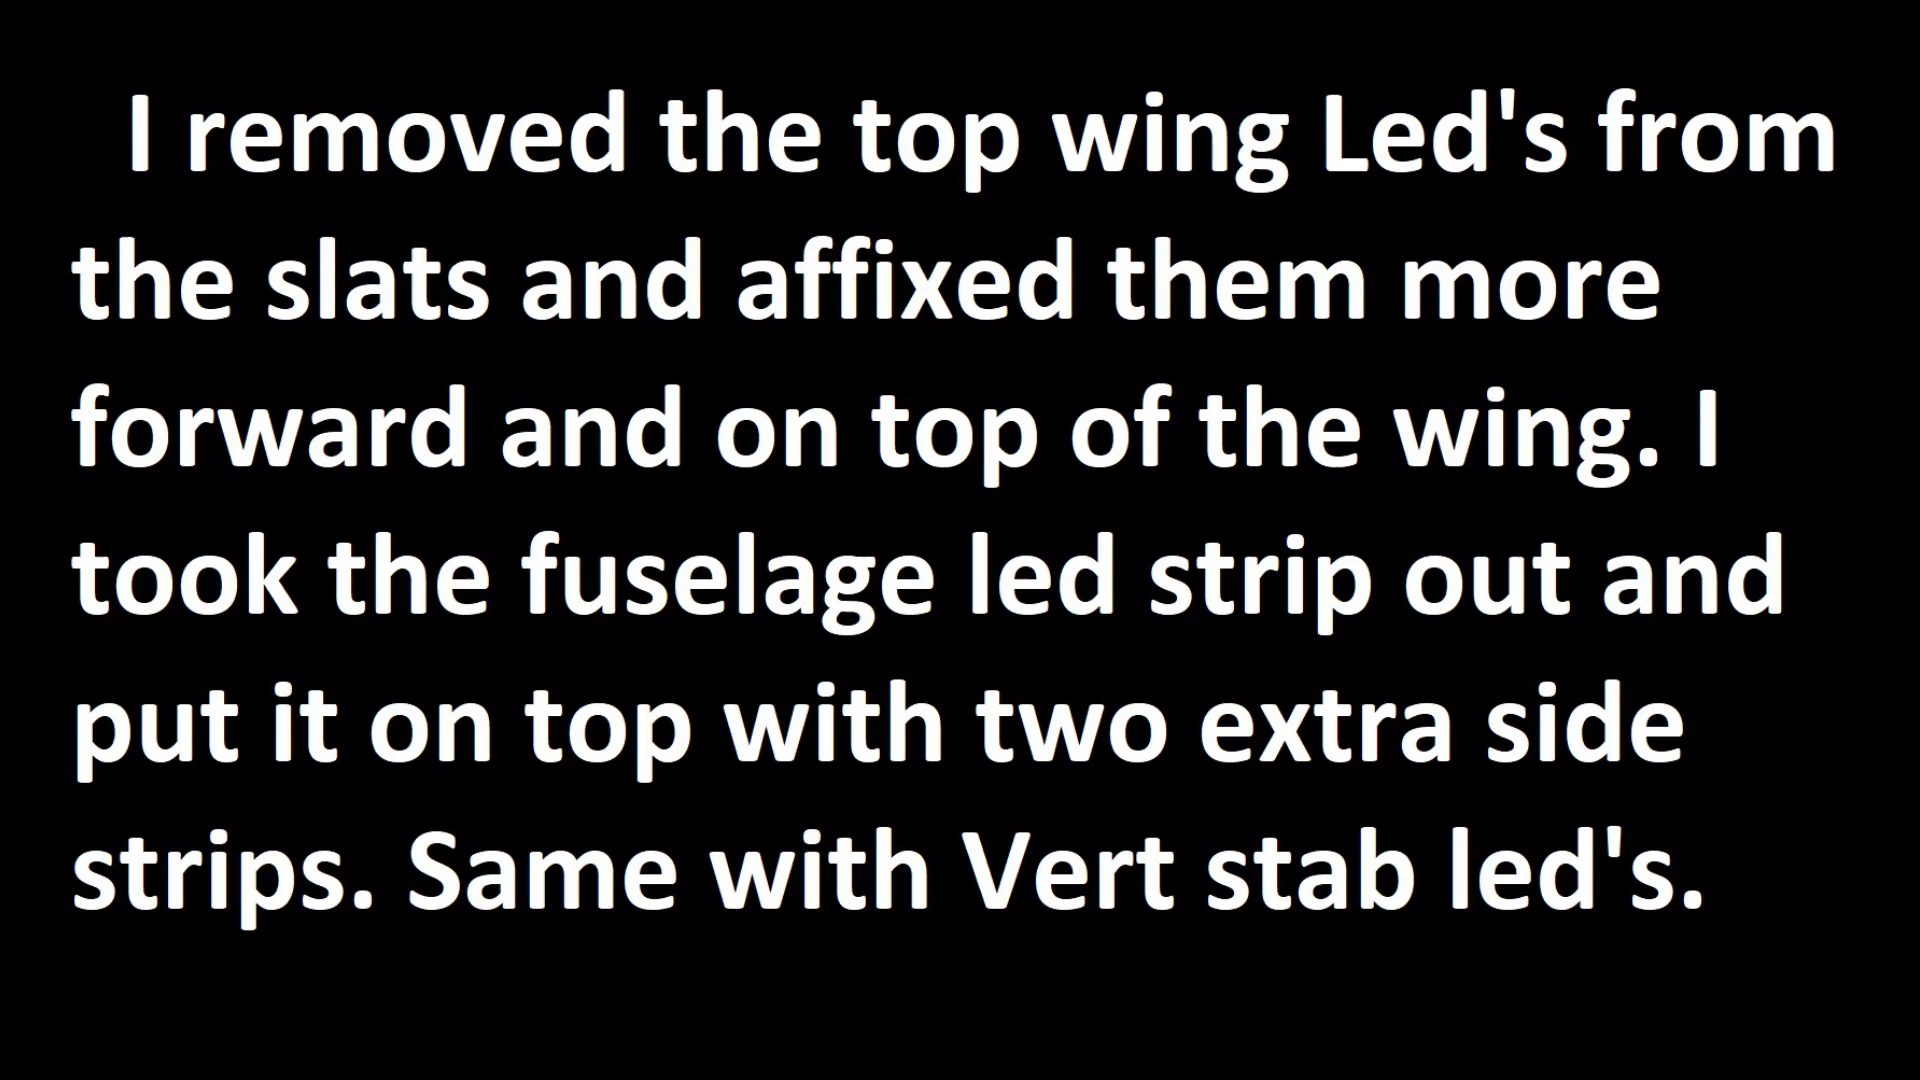 I removed the top wing Led's from
the slats and affixed them more
forward and on top of the wing. I
took the fuselage led strip out and
put it on top with two extra side
strips. Same with Vert stab led's.